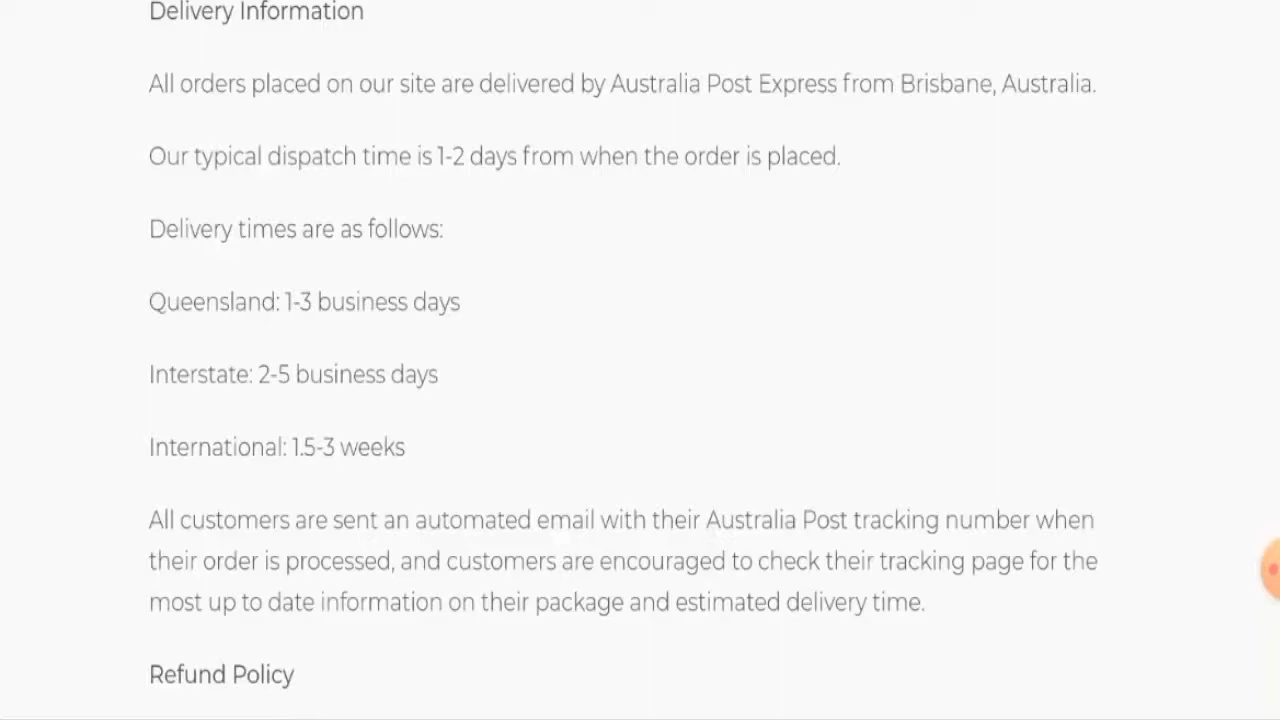 Delivery Information
All orders placed on our site are delivered by Australia Post Express from Brisbane, Australia.
Our typical dispatch time is 1-2 days from when the order is placed.
Delivery times are as follows:
Queensland: 1-3 business days
Interstate: 2-5 business days
International: 1.5-3 weeks
All customers are sent an automated email with their Australia Post tracking number when
their order is processed, and customers are encouraged to check their tracking page for the
most up to date information on their package and estimated delivery time.
Refund Policy